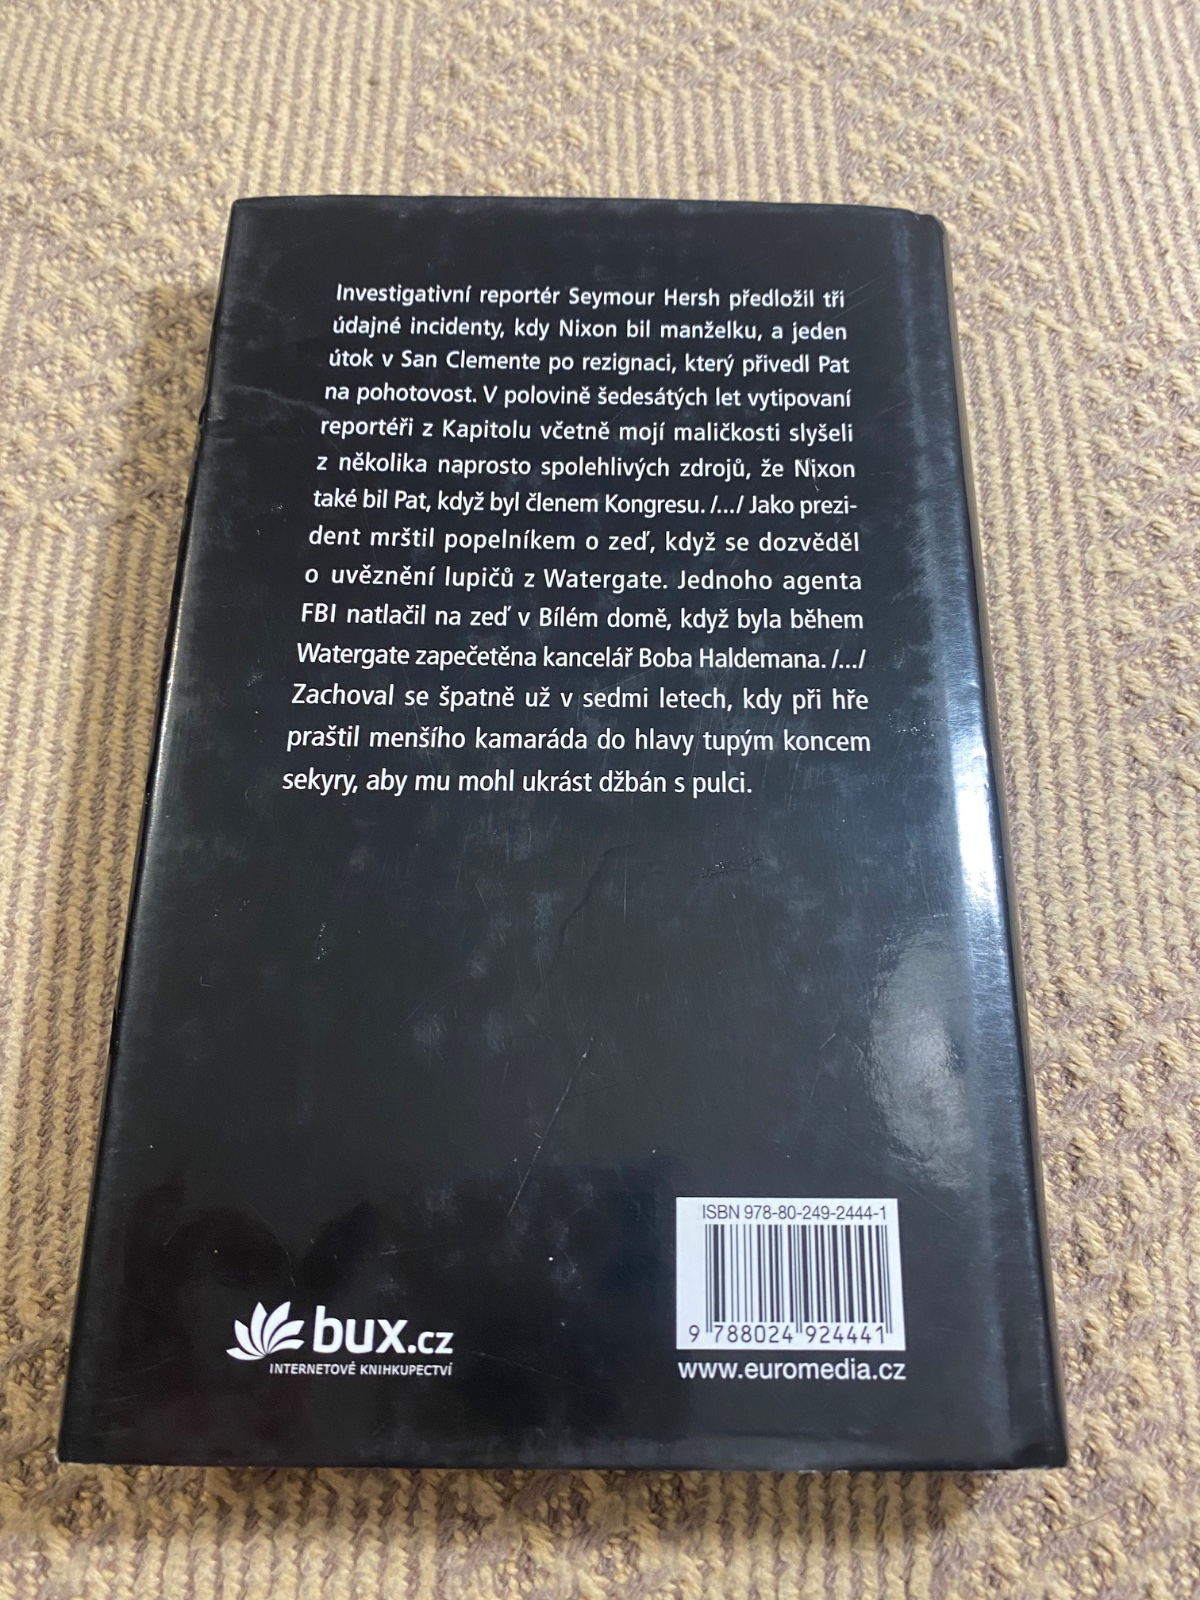 Investigativní reportér Seymour Hersh předložil tři
údajné incidenty, kdy Nixon bil manželku, a jeden
útok v San Clemente po rezignaci, který přivedl Pat
na pohotovost. V polovině šedesátých let vytipovaní
reportéři z Kapitolu včetně mojí maličkosti slyšeli
z několika naprosto spolehlivých zdrojů, že Nixon
také bil Pat, když byl členem Kongresu. /.../ Jako prezi-
dent mrštil popelníkem o zeď, když se dozvěděl
o uvěznění lupičů z Watergate. Jednoho agenta
FBI natlačil na zeď v Bílém domě, když byla během
Watergate zapečetěna kancelář Boba Haldemana. /.../
Zachoval se špatně už v sedmi letech, kdy při hře
praštil menšího kamaráda do hlavy tupým koncem
sekyry, aby mu mohl ukrást džbán s pulci.
ISBN 978-80-249-2444-1
9 788024 924441
www.euromedia.cz
bux.cz
INTERNETOVÉ KNIHKUPECTVÍ